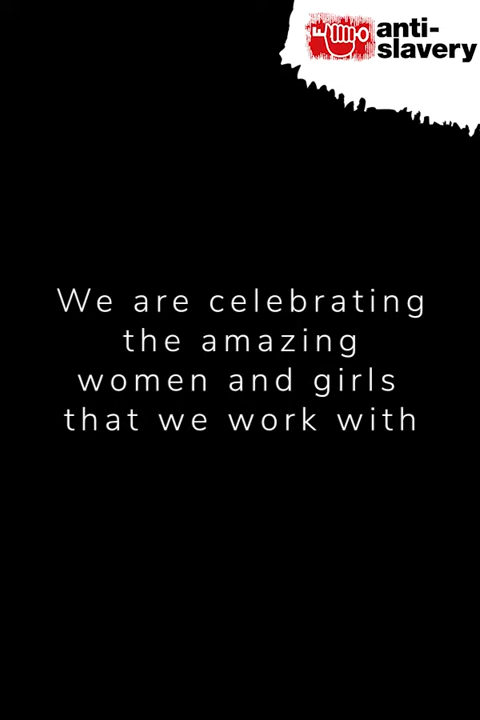 anti-
slavery
We are celebrating
the amazing
women and girls
that we work with